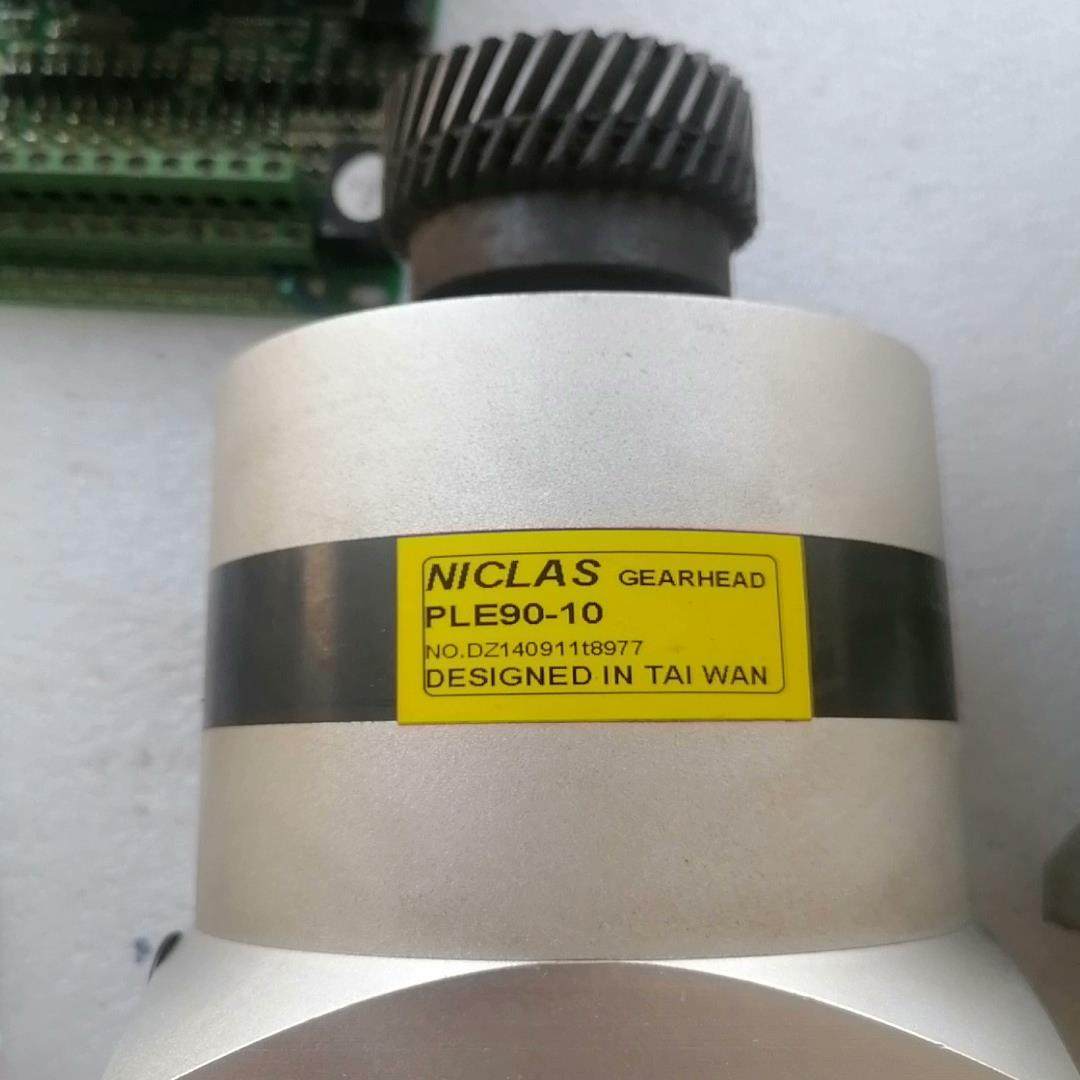 NICLAS GEARHEAD
PLE90-10
NO.DZ140911t8977
DESIGNED IN TAI WAN